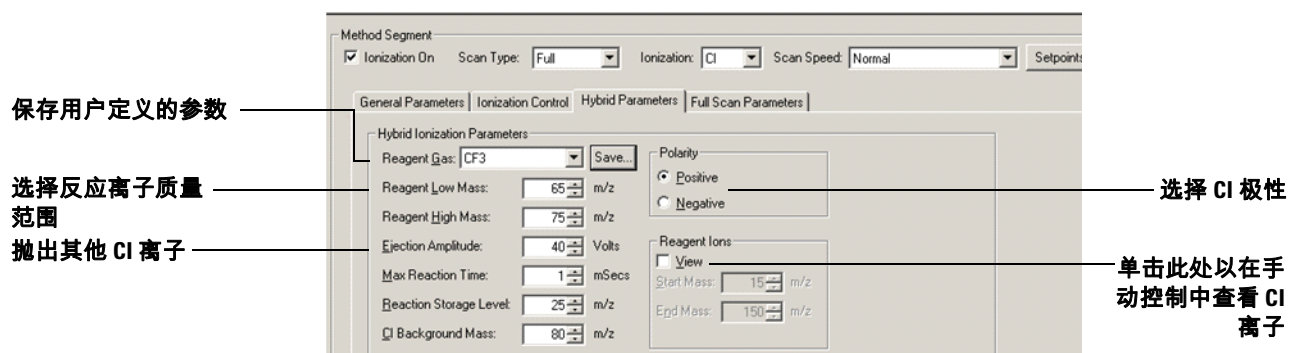 Method Segment
Ionization On Scan Type: Full Ionization: CI Scan Speed: Normal Setpoints
General Parameters Ionization Control Hybrid Parameters Full Scan Parameters
保存用户定义的参数
Hybrid Ionization Parameters
Reagent Gas: CF3 Save...
选择反应离子质量
范围
Reagent Low Mass: 65 m/z
Reagent High Mass: 75 m/z
抛出其他 CI 离子
Ejection Amplitude: 40 Volts
Max Reaction Time: 1 mSecs
Reaction Storage Level: 25 m/z
CI Background Mass: 80 m/z
Polarity
Positive
Negative
选择 CI 极性
Reagent Ions
View
Start Mass: 15 m/z
End Mass: 150 m/z
单击此处以在手
动控制中查看 CI
离子